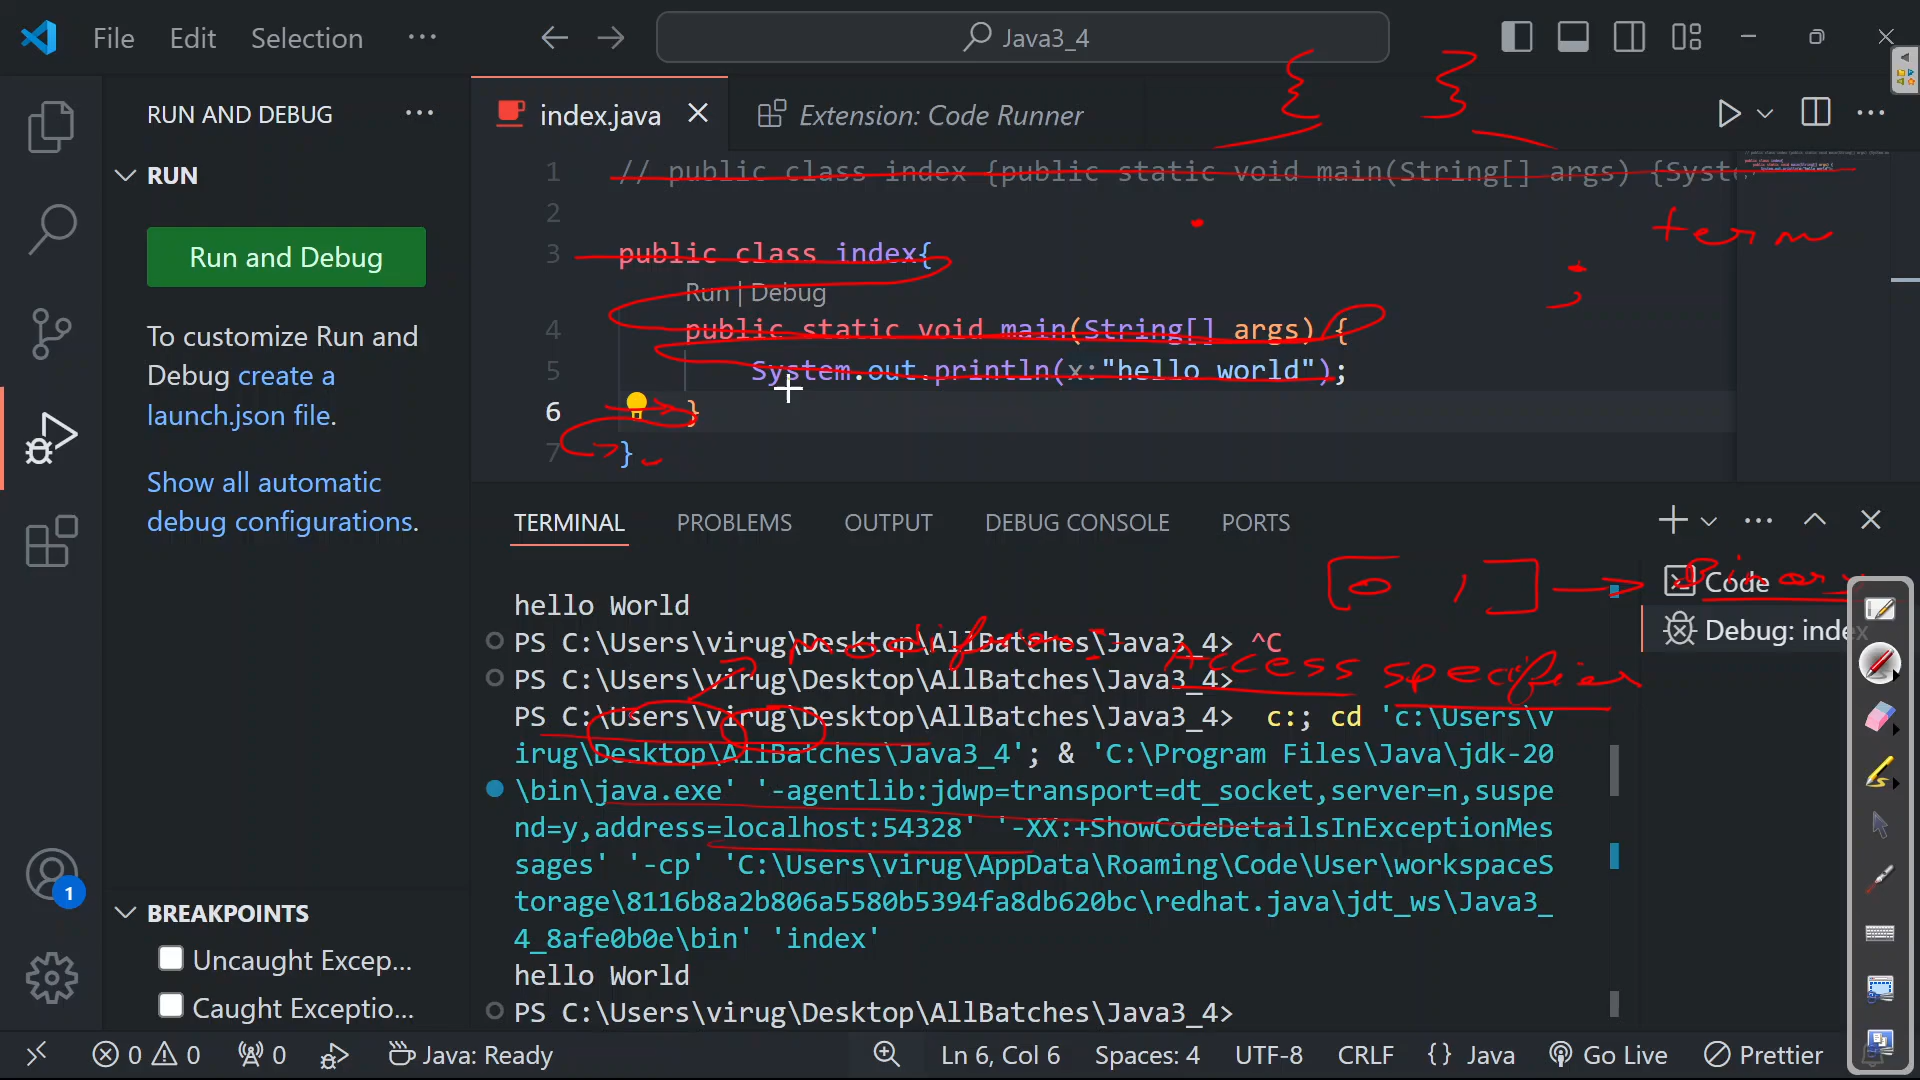 File Edit Selection ··· Java3_4
RUN AND DEBUG ···
RUN
Run and Debug
To customize Run and
Debug create a
launch.json file.
Show all automatic
debug configurations.
BREAKPOINTS
Uncaught Excep...
Caught Exceptio...
index.java Extension: Code Runner
{ }
1 // public class index {public static void main(String[] args) {Syst
2
term
3 public class index{
;
Run | Debug
4 public static void main(String[] args) {
5 System.out.println(x:"hello world");
6 }
7 }
TERMINAL PROBLEMS OUTPUT DEBUG CONSOLE PORTS
Code
Debug: index
hello World
PS C:\Users\virug\Desktop\AllBatches\Java3_4> ^C
Access specifier
PS C:\Users\virug\Desktop\AllBatches\Java3_4>
PS C:\Users\virug\Desktop\AllBatches\Java3_4> c:; cd 'c:\Users\v
irug\Desktop\AllBatches\Java3_4'; & 'C:\Program Files\Java\jdk-20
\bin\java.exe' '-agentlib:jdwp=transport=dt_socket,server=n,suspe
nd=y,address=localhost:54328' '-XX:+ShowCodeDetailsInExceptionMes
sages' '-cp' 'C:\Users\virug\AppData\Roaming\Code\User\workspaceS
torage\8116b8a2b806a5580b5394fa8db620bc\redhat.java\jdt_ws\Java3_
4_8afe0b0e\bin' 'index'
hello World
PS C:\Users\virug\Desktop\AllBatches\Java3_4>
1
0 0 0 Java: Ready Ln 6, Col 6 Spaces: 4 UTF-8 CRLF {} Java Go Live Prettier